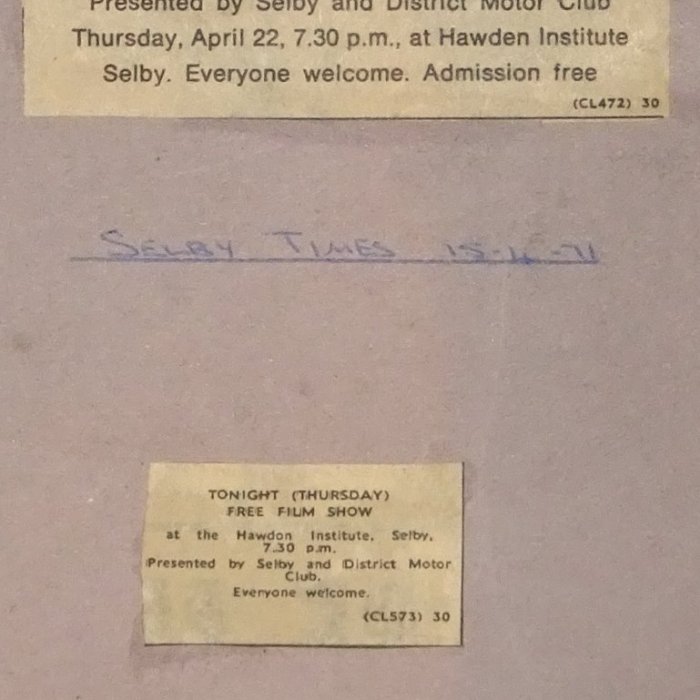 Presented by Selby and District Motor Club
Thursday, April 22, 7.30 p.m., at Hawden Institute
Selby. Everyone welcome. Admission free
(CL472) 30
SELBY TIMES 15-4-71
TONIGHT (THURSDAY)
FREE FILM SHOW
at the Hawdon Institute, Selby,
7.30 p.m.
Presented by Selby and District Motor
Club.
Everyone welcome.
(CL573) 30